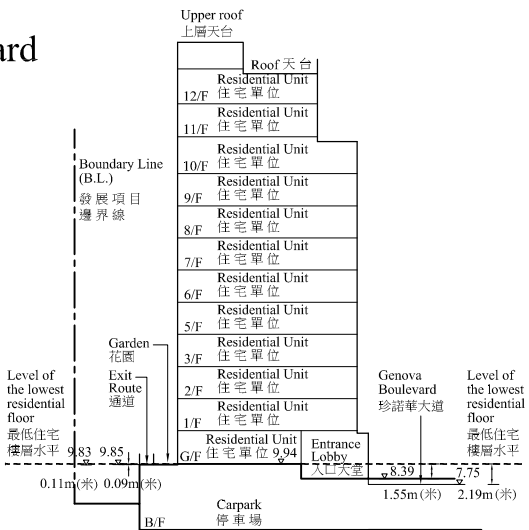 ard
Upper roof
上層天台
Roof 天台
Residential Unit
12/F 住宅單位
Residential Unit
11/F 住宅單位
Residential Unit
10/F 住宅單位
Residential Unit
9/F 住宅單位
Residential Unit
8/F 住宅單位
Residential Unit
7/F 住宅單位
Residential Unit
6/F 住宅單位
Residential Unit
5/F 住宅單位
Residential Unit
3/F 住宅單位
Residential Unit
2/F 住宅單位
Residential Unit
1/F 住宅單位
Residential Unit
G/F 住宅單位 9.94
Boundary Line
(B.L.)
發展項目
邊界線
Garden
花園
Exit
Route
通道
Level of
the lowest
residential
floor
最低住宅
樓層水平
9.83 9.85
0.11m(米) 0.09m(米)
Entrance
Lobby
入口大堂
Genova
Boulevard
珍諾華大道
8.39
1.55m(米)
Level of
the lowest
residential
floor
最低住宅
樓層水平
7.75
2.19m(米)
Carpark
B/F 停車場